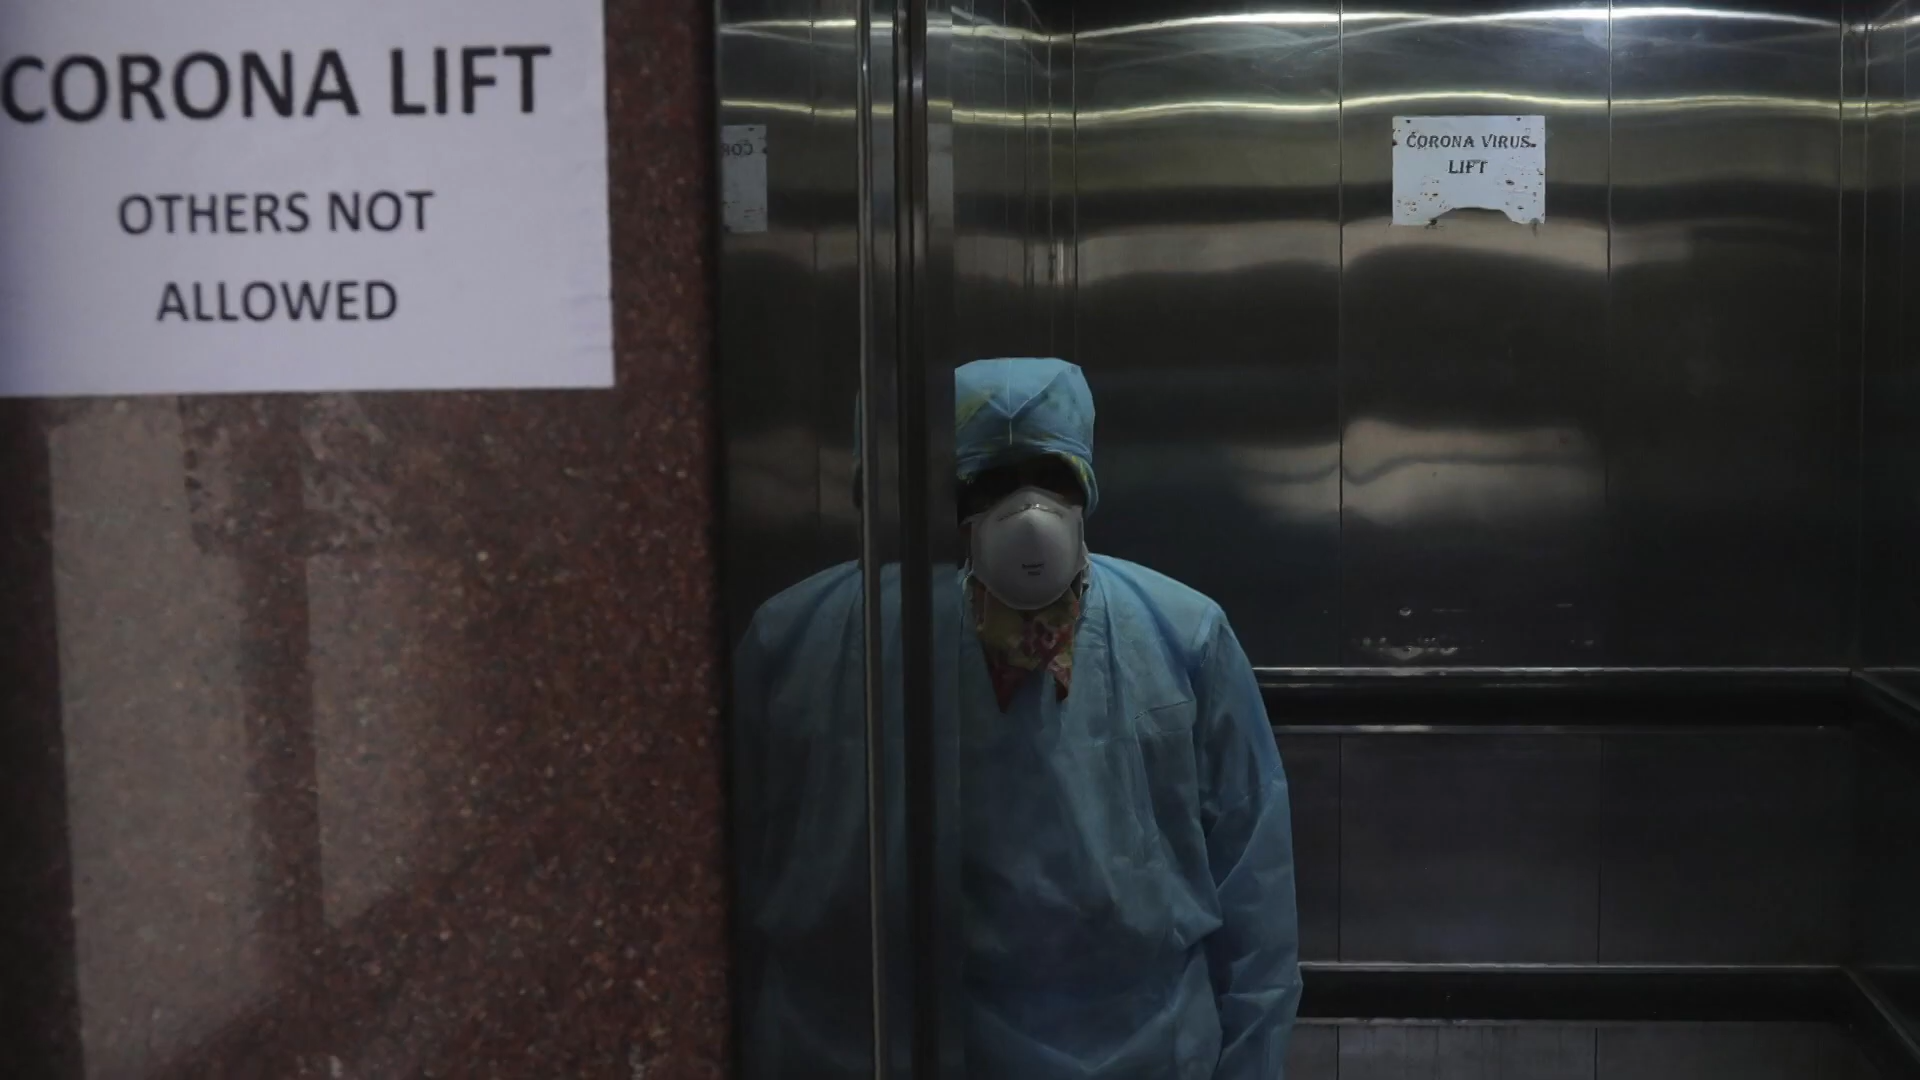 CORONA LIFT
OTHERS NOT
ALLOWED
CORONA VIRUS
LIFT